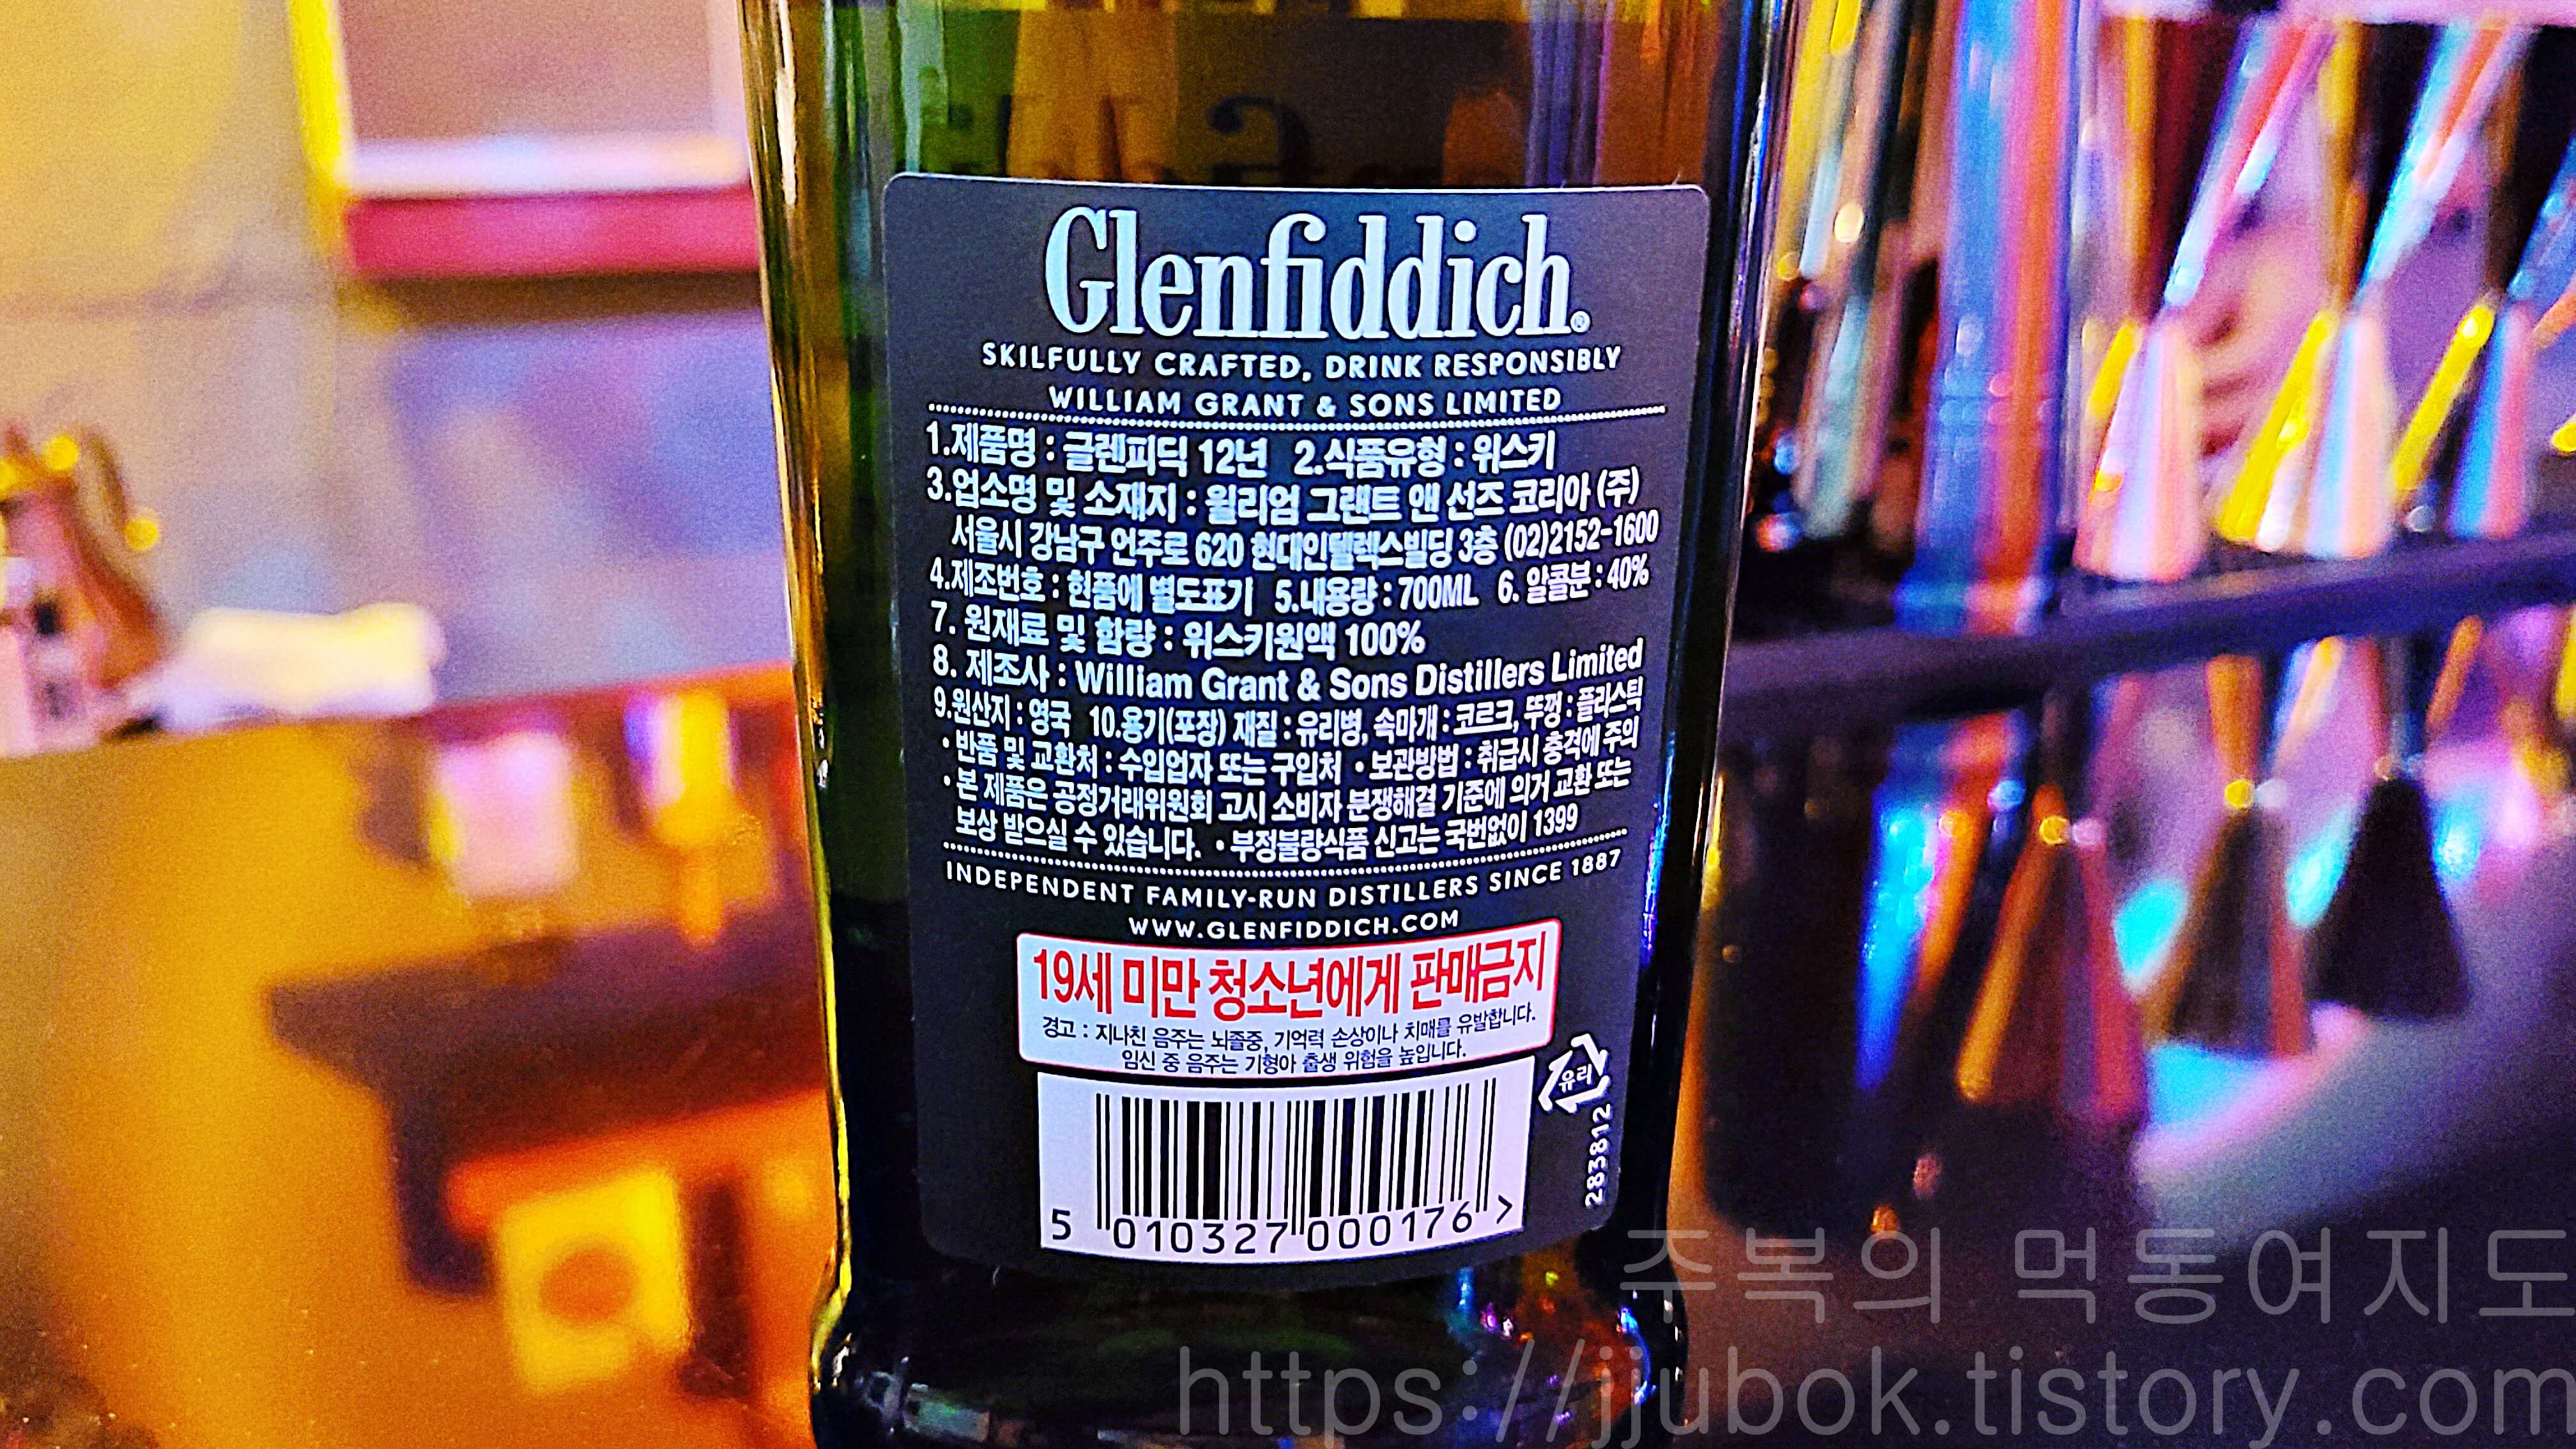 Glenfiddich®
SKILFULLY CRAFTED, DRINK RESPONSIBLY
WILLIAM GRANT & SONS LIMITED
1.제품명 : 글렌피딕 12년 2.식품유형 : 위스키
3.업소명 및 소재지 : 윌리엄 그랜트 앤 선즈 코리아 (주)
서울시 강남구 언주로 620 현대인텔렉스빌딩 3층 (02)2152-1600
4.제조번호 : 현품에 별도표기 5.내용량 : 700ML 6. 알콜분 : 40%
7. 원재료 및 함량 : 위스키원액 100%
8. 제조사 : William Grant & Sons Distillers Limited
9.원산지 : 영국 10.용기(포장) 재질 : 유리병, 속마개 : 코르크, 뚜껑 : 플라스틱
• 반품 및 교환처 : 수입업자 또는 구입처 • 보관방법 : 취급시 충격에 주의
• 본 제품은 공정거래위원회 고시 소비자 분쟁해결 기준에 의거 교환 또는
보상 받으실 수 있습니다. • 부정불량식품 신고는 국번없이 1399
INDEPENDENT FAMILY-RUN DISTILLERS SINCE 1887
WWW.GLENFIDDICH.COM
19세 미만 청소년에게 판매금지
경고 : 지나친 음주는 뇌졸중, 기억력 손상이나 치매를 유발합니다.
임신 중 음주는 기형아 출생 위험을 높입니다.
유리
283812
5 010327 000176 >
주복의 먹동여지도
https://jjubok.tistory.com